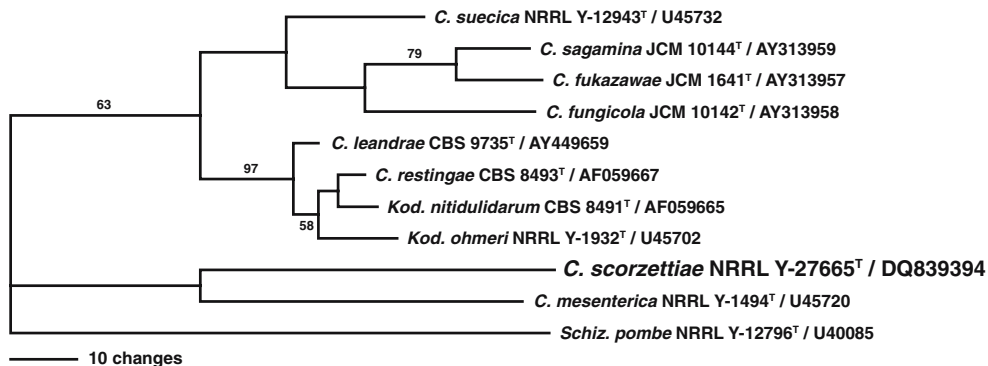 C. suecica NRRL Y-12943ᵀ / U45732
C. sagamina JCM 10144ᵀ / AY313959
79
C. fukazawae JCM 1641ᵀ / AY313957
63
C. fungicola JCM 10142ᵀ / AY313958
C. leandrae CBS 9735ᵀ / AY449659
97
C. restingae CBS 8493ᵀ / AF059667
Kod. nitidulidarum CBS 8491ᵀ / AF059665
58
Kod. ohmeri NRRL Y-1932ᵀ / U45702
C. scorzettiae NRRL Y-27665ᵀ / DQ839394
C. mesenterica NRRL Y-1494ᵀ / U45720
Schiz. pombe NRRL Y-12796ᵀ / U40085
10 changes